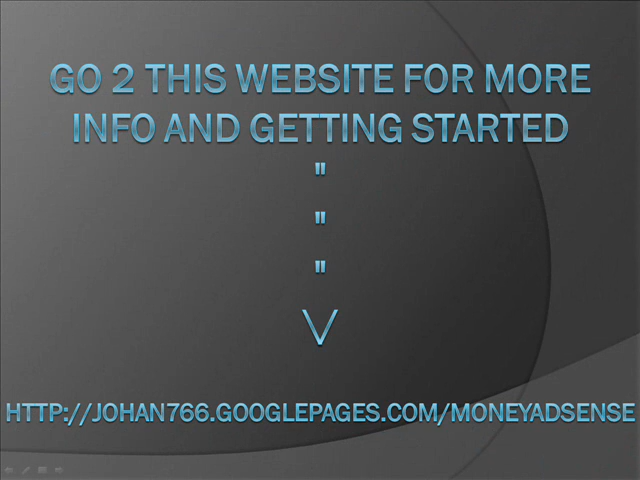 GO 2 THIS WEBSITE FOR MORE
INFO AND GETTING STARTED
"
"
"
\/
HTTP://JOHAN766.GOOGLEPAGES.COM/MONEYADSENSE